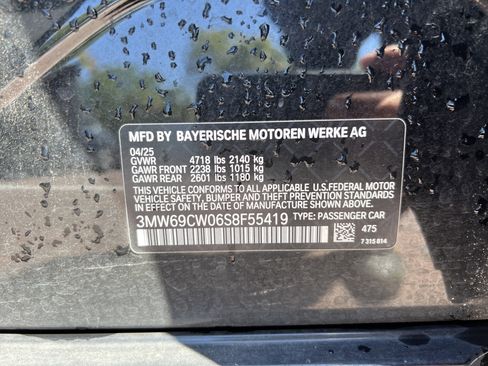 MFD BY BAYERISCHE MOTOREN WERKE AG
04/25
GVWR 4718 lbs 2140 kg
GAWR FRONT 2238 lbs 1015 kg
GAWR REAR 2601 lbs 1180 kg
THIS VEHICLE CONFORMS TO ALL APPLICABLE U.S.FEDERAL MOTOR
VEHICLE SAFETY, BUMPER AND THEFT PREVENTION STANDARDS
IN EFFECT ON THE DATE OF MANUFACTURE SHOWN ABOVE.
3MW69CW06S8F55419 TYPE: PASSENGER CAR
475
7 315 814